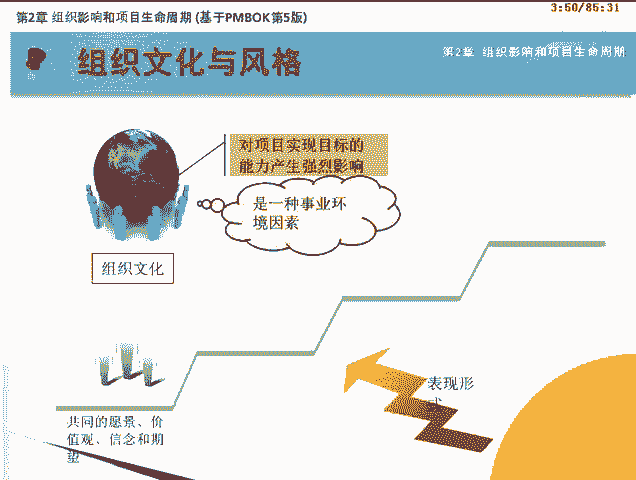 第2章 组织影响和项目生命周期 (基于PMBOK第5版)
3:50/85:31
组织文化与风格
第2章 组织影响和项目生命周期
对项目实现目标的
能力产生强烈影响
是一种事业环
境因素
组织文化
表现形
式
共同的愿景、价
值观、信念和期
望